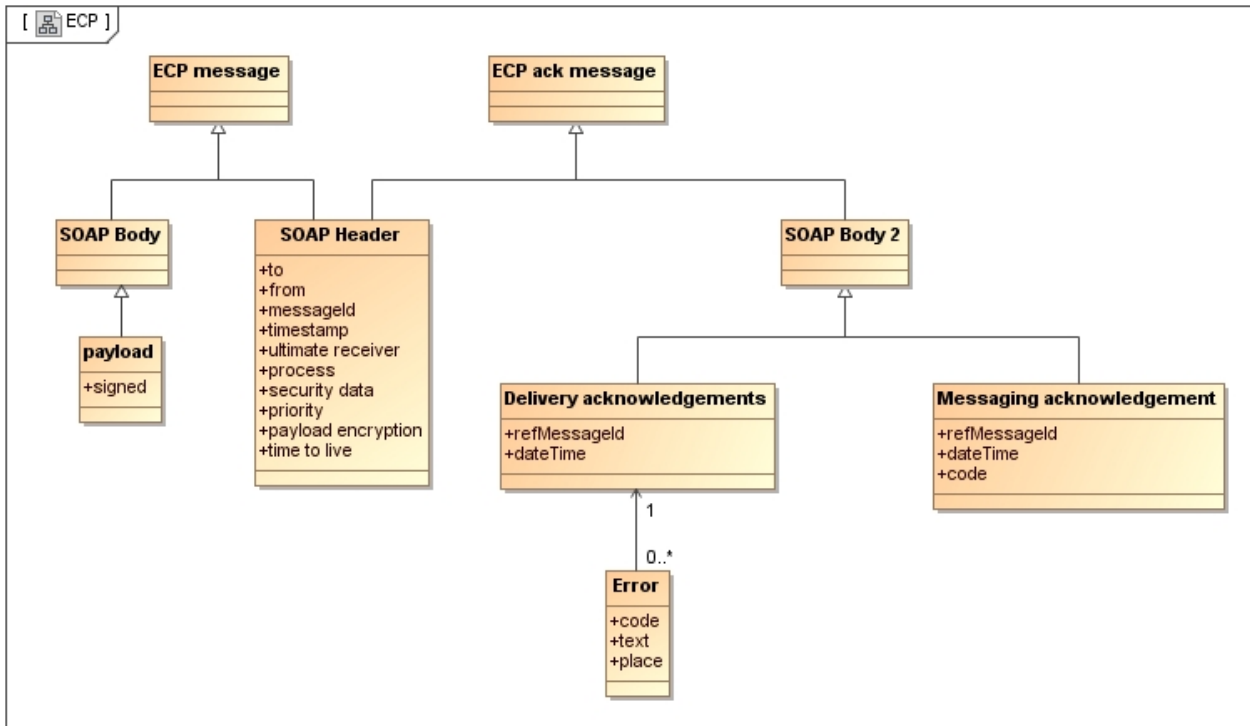 [ ECP ]
ECP message
ECP ack message
SOAP Body
SOAP Header
+to
+from
+messageId
+timestamp
+ultimate receiver
+process
+security data
+priority
+payload encryption
+time to live
SOAP Body 2
payload
+signed
Delivery acknowledgements
+refMessageId
+dateTime
Messaging acknowledgement
+refMessageId
+dateTime
+code
1
0..*
Error
+code
+text
+place